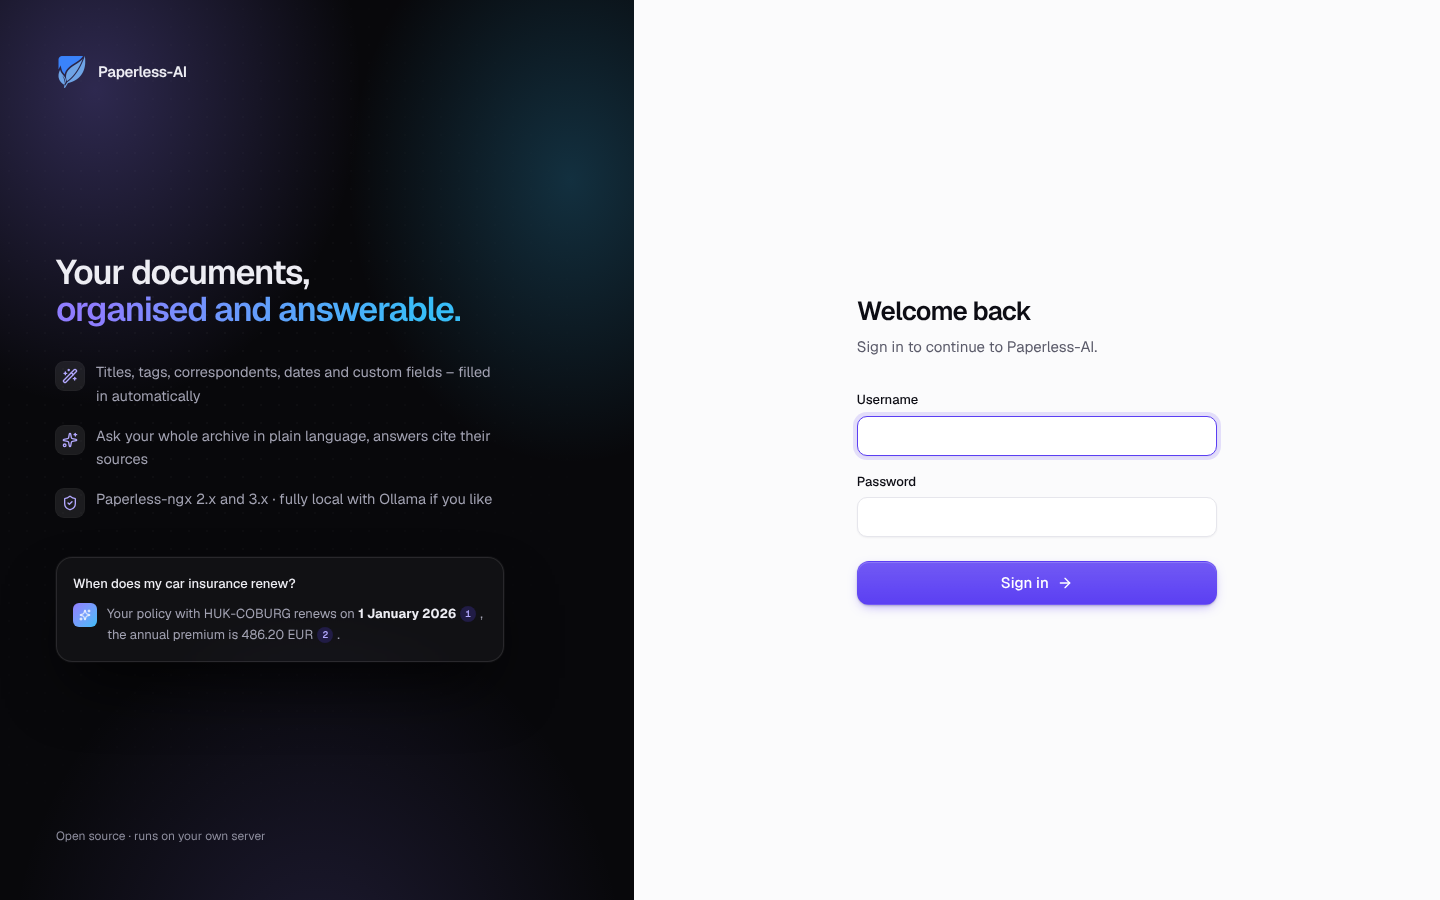 Paperless-AI
Your documents,
organised and answerable.
Titles, tags, correspondents, dates and custom fields – filled
in automatically
Ask your whole archive in plain language, answers cite their
sources
Paperless-ngx 2.x and 3.x · fully local with Ollama if you like
When does my car insurance renew?
Your policy with HUK-COBURG renews on 1 January 2026 1 ,
the annual premium is 486.20 EUR 2 .
Open source · runs on your own server
Welcome back
Sign in to continue to Paperless-AI.
Username
Password
Sign in →